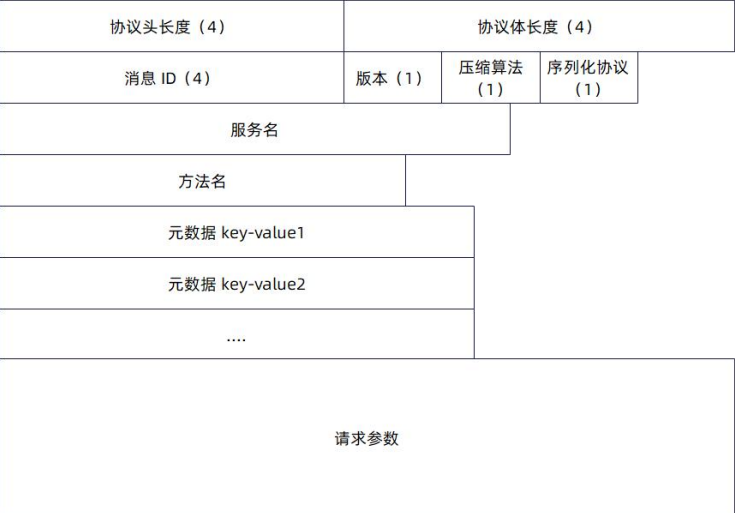 协议头长度（4）
协议体长度（4）
消息 ID（4）
版本（1）
压缩算法
（1）
序列化协议
（1）
服务名
方法名
元数据 key-value1
元数据 key-value2
....
请求参数